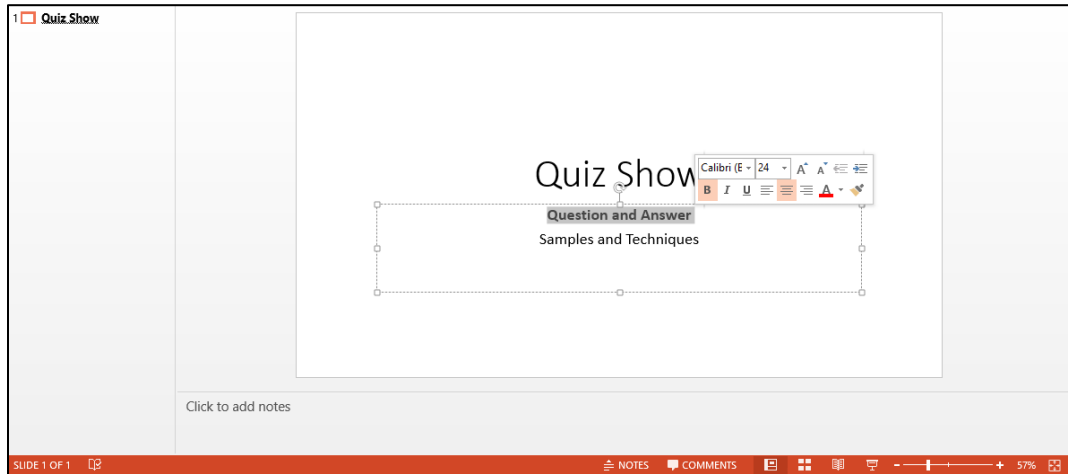 1 Quiz Show
Quiz Show
Calibri (E 24 A A
B I U A
Question and Answer
Samples and Techniques
Click to add notes
SLIDE 1 OF 1 NOTES COMMENTS 57%